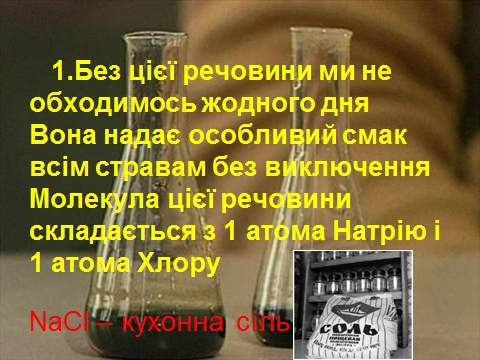 1.Без цієї речовини ми не
обходимось жодного дня
Вона надає особливий смак
всім стравам без виключення
Молекула цієї речовини
складається з 1 атома Натрію і
1 атома Хлору
NaCl – кухонна сіль
СОЛЬ
ПИЩЕВАЯ